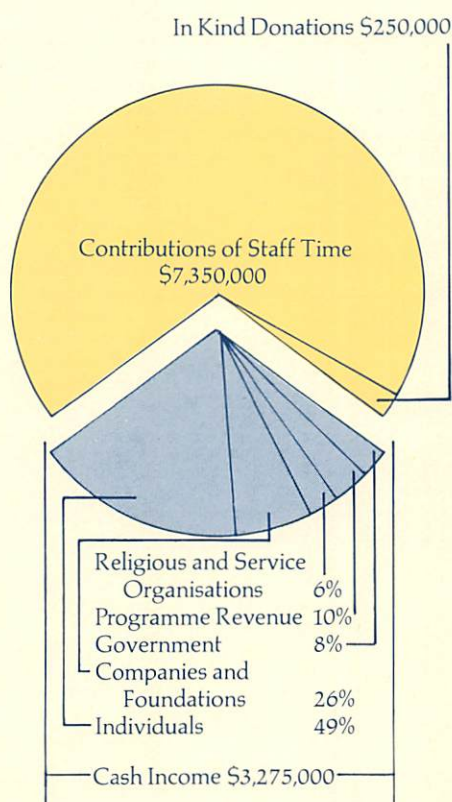 In Kind Donations $250,000
Contributions of Staff Time
$7,350,000
Religious and Service
Organisations 6%
Programme Revenue 10%
Government 8%
Companies and
Foundations 26%
Individuals 49%
Cash Income $3,275,000